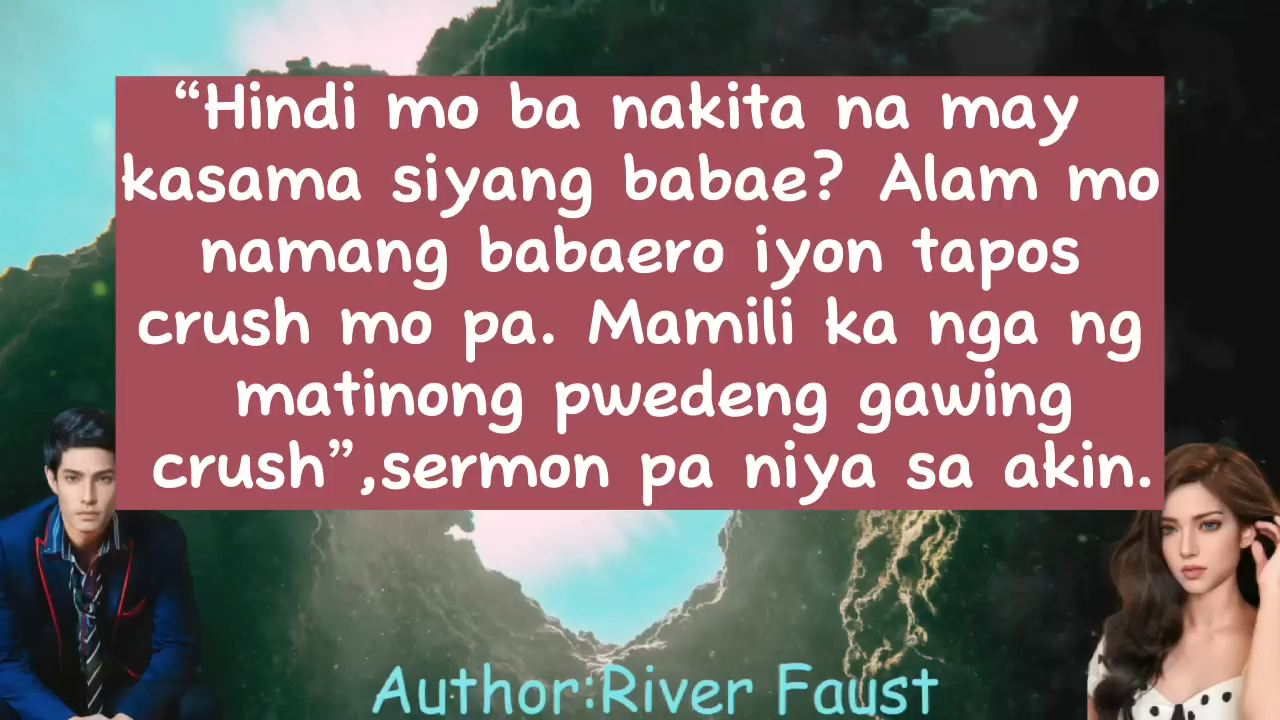 “Hindi mo ba nakita na may
kasama siyang babae? Alam mo
namang babaero iyon tapos
crush mo pa. Mamili ka nga ng
matinong pwedeng gawing
crush”,sermon pa niya sa akin.
Author:River Faust